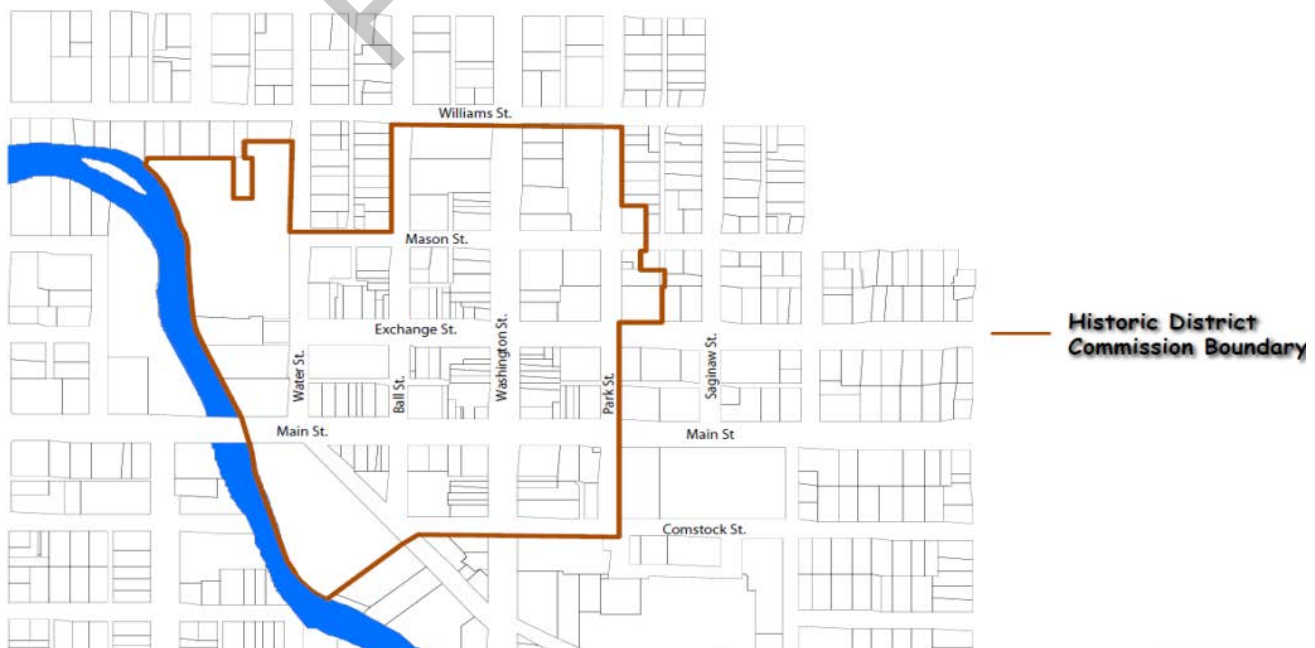 Williams St.
Mason St.
Exchange St.
Washington St.
Water St.
Ball St.
Park St.
Saginaw St.
Main St.
Main St
Comstock St.
Historic District
Commission Boundary